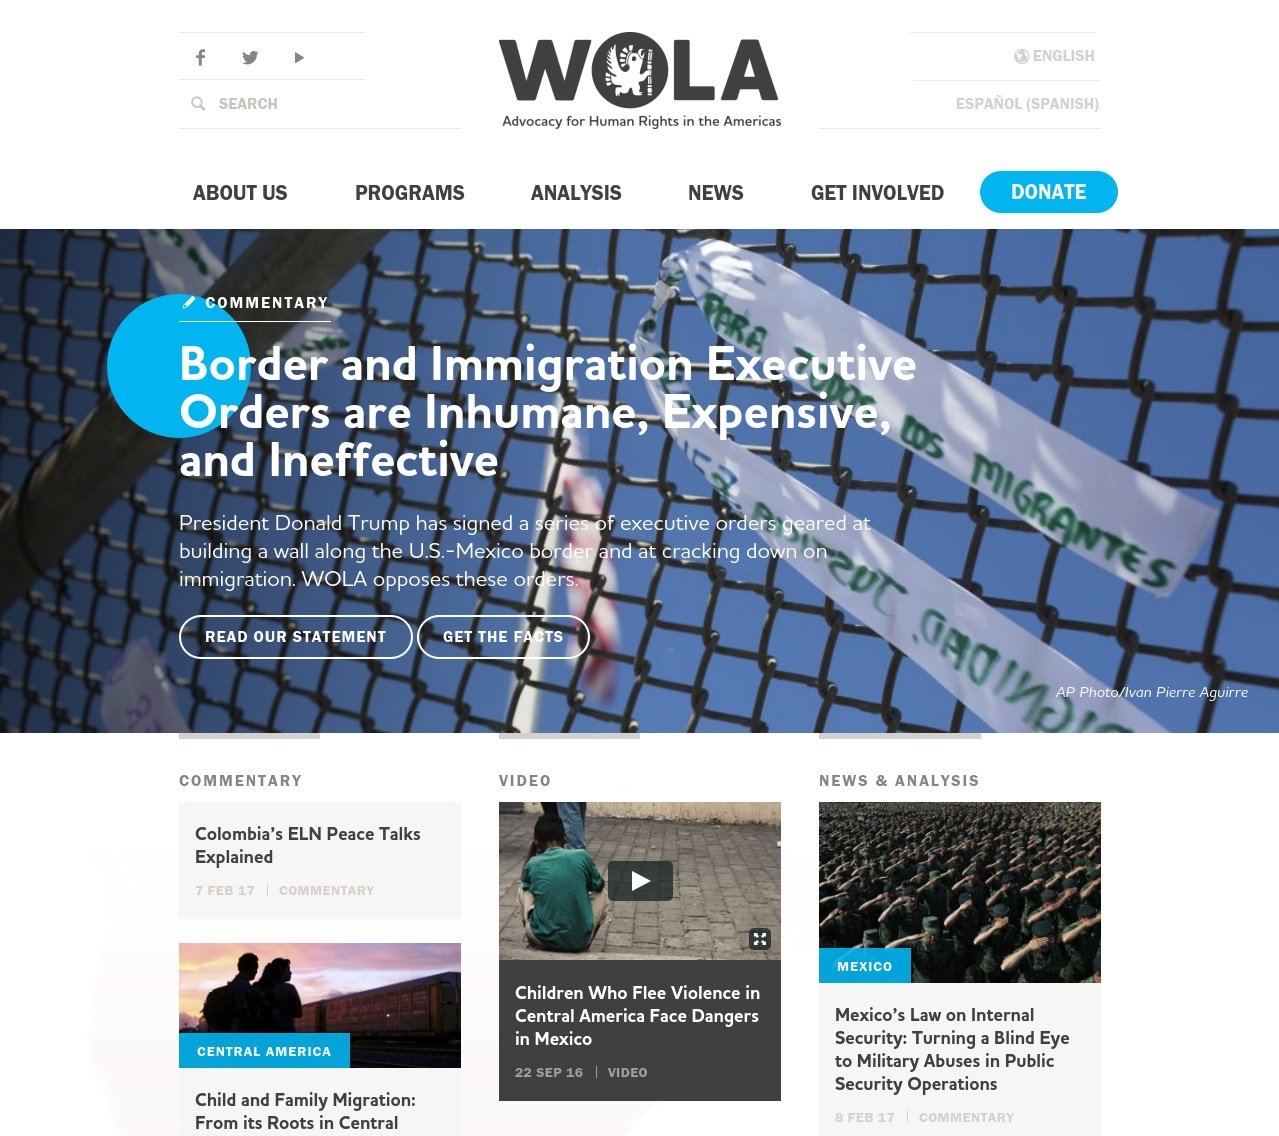 SEARCH
WOLA
Advocacy for Human Rights in the Americas
ENGLISH
ESPAÑOL (SPANISH)
ABOUT US
PROGRAMS
ANALYSIS
NEWS
GET INVOLVED
DONATE
COMMENTARY
Border and Immigration Executive
Orders are Inhumane, Expensive,
and Ineffective
President Donald Trump has signed a series of executive orders geared at
building a wall along the U.S.-Mexico border and at cracking down on
immigration. WOLA opposes these orders.
READ OUR STATEMENT
GET THE FACTS
PARA TODOS LOS MIGRANTES
AP Photo/Ivan Pierre Aguirre
COMMENTARY
Colombia’s ELN Peace Talks
Explained
7 FEB 17 | COMMENTARY
CENTRAL AMERICA
Child and Family Migration:
From its Roots in Central
VIDEO
Children Who Flee Violence in
Central America Face Dangers
in Mexico
22 SEP 16 | VIDEO
NEWS & ANALYSIS
MEXICO
Mexico’s Law on Internal
Security: Turning a Blind Eye
to Military Abuses in Public
Security Operations
8 FEB 17 | COMMENTARY